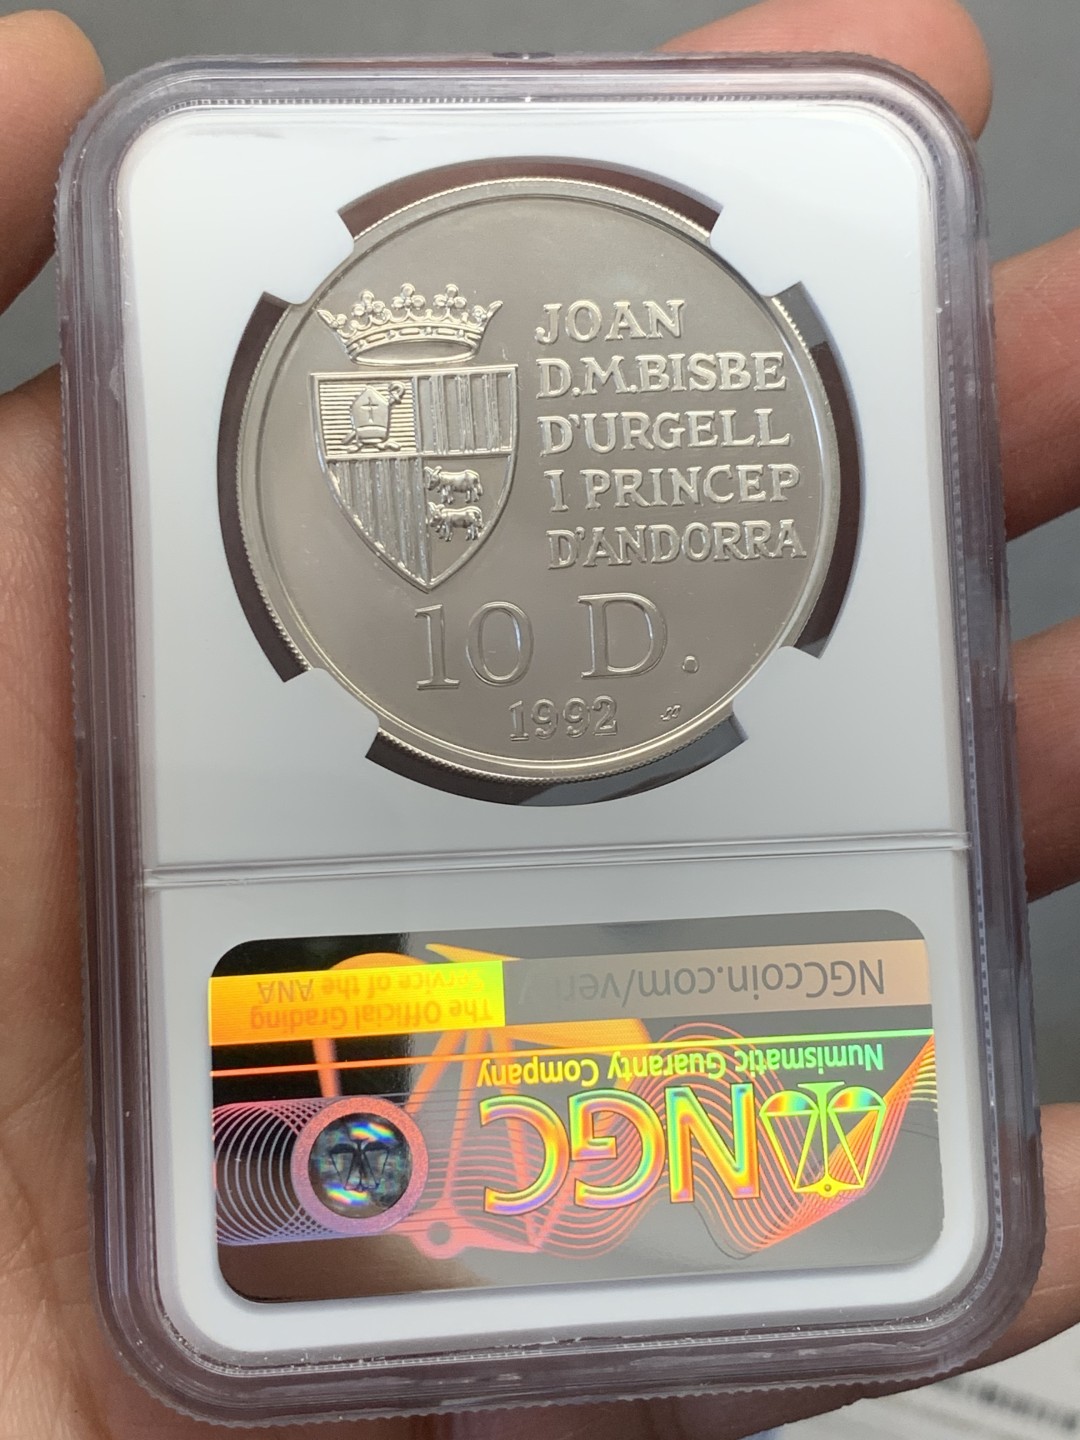 JOAN
D.M.BISBE
D'URGELL
I PRINCEP
D'ANDORRA
10 D.
1992
NGCcoin.com/verify
The Official Grading
Service of the ANA
Numismatic Guaranty Company
NGC